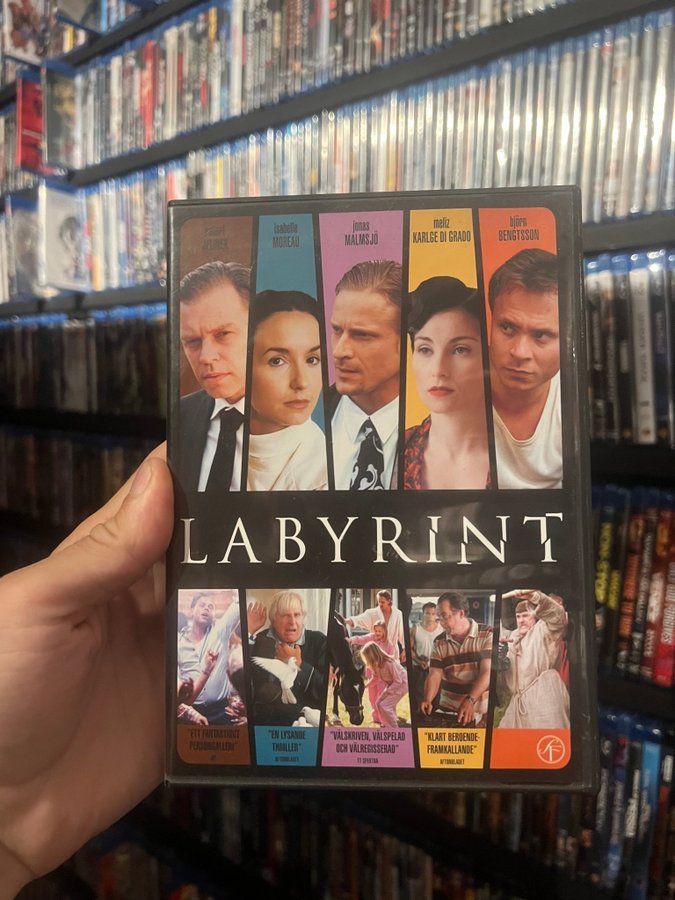 isabelle
MOREAU
jonas
MALMSJÖ
meliz
KARLGE DI GRADO
björn
BENGTSSON
LABYRINT
"ETT FANTASTISKT
PERSONGALLERI"
"EN LYSANDE
THRILLER"
AFTONBLADET
"VÄLSKRIVEN, VÄLSPELAD
OCH VÄLREGISSERAD"
TT SPEKTRA
"KLART BEROENDE-
FRAMKALLANDE"
AFTONBLADET
SF